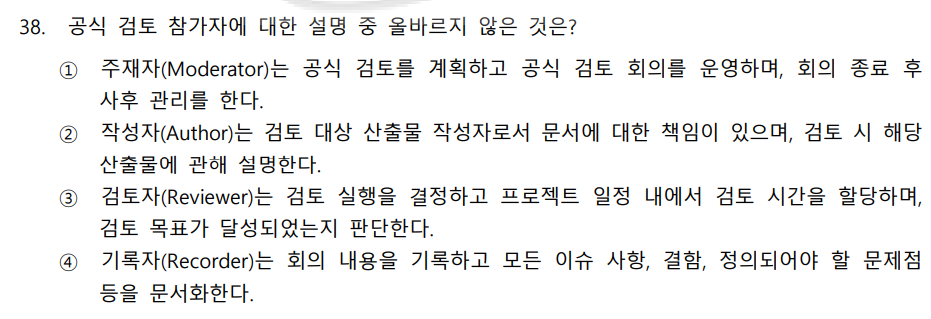 38. 공식 검토 참가자에 대한 설명 중 올바르지 않은 것은?
① 주재자(Moderator)는 공식 검토를 계획하고 공식 검토 회의를 운영하며, 회의 종료 후
사후 관리를 한다.
② 작성자(Author)는 검토 대상 산출물 작성자로서 문서에 대한 책임이 있으며, 검토 시 해당
산출물에 관해 설명한다.
③ 검토자(Reviewer)는 검토 실행을 결정하고 프로젝트 일정 내에서 검토 시간을 할당하며,
검토 목표가 달성되었는지 판단한다.
④ 기록자(Recorder)는 회의 내용을 기록하고 모든 이슈 사항, 결함, 정의되어야 할 문제점
등을 문서화한다.